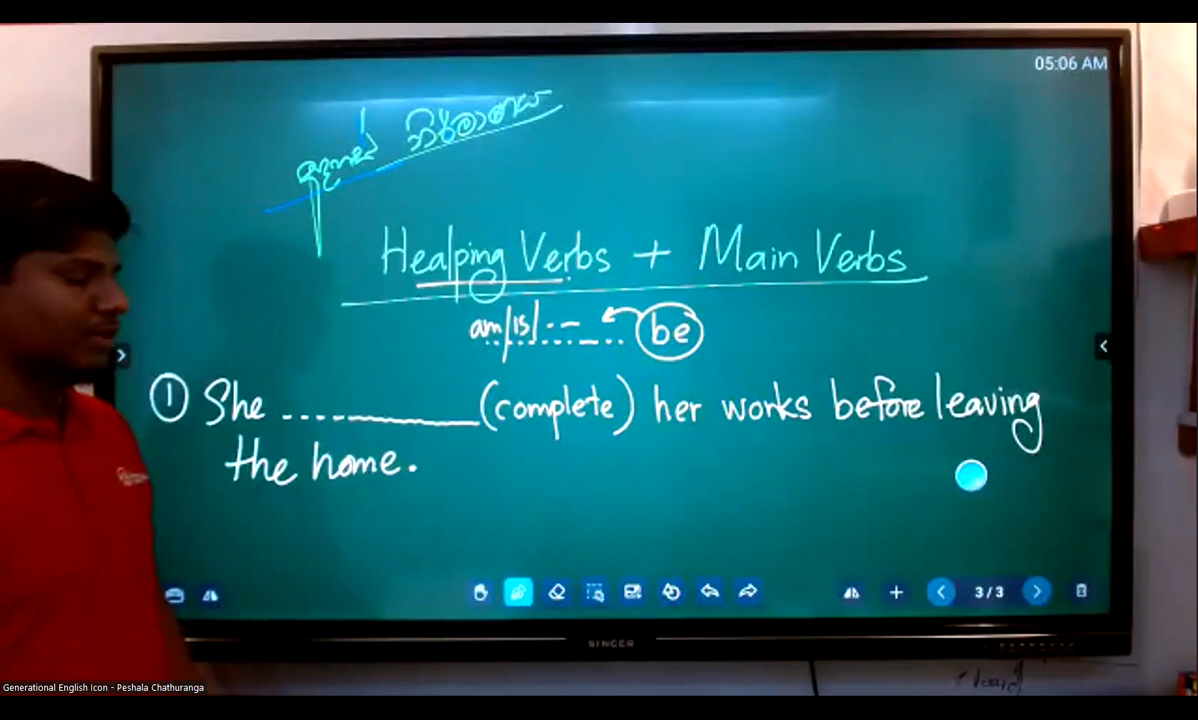 05:06 AM
නිර්මාණය
Healping Verbs + Main Verbs
am/is/ be
① She ............ (complete) her works before leaving
the home.
3/3
SINGER
Generational English Icon - Peshala Chathuranga